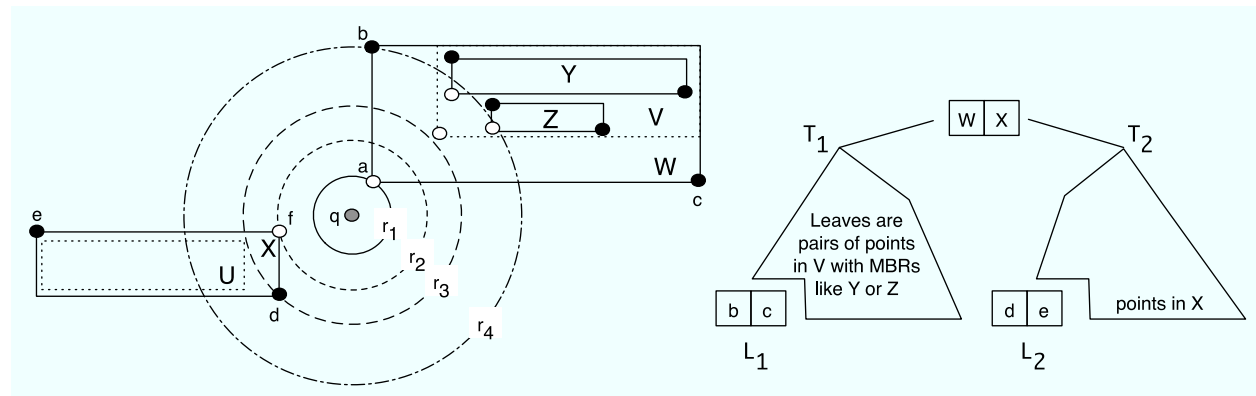 b
Y
Z
V
W
a
c
q
r1
r2
r3
r4
e
f
X
U
d
W X
T1
T2
Leaves are
pairs of points
in V with MBRs
like Y or Z
points in X
b c
d e
L1
L2